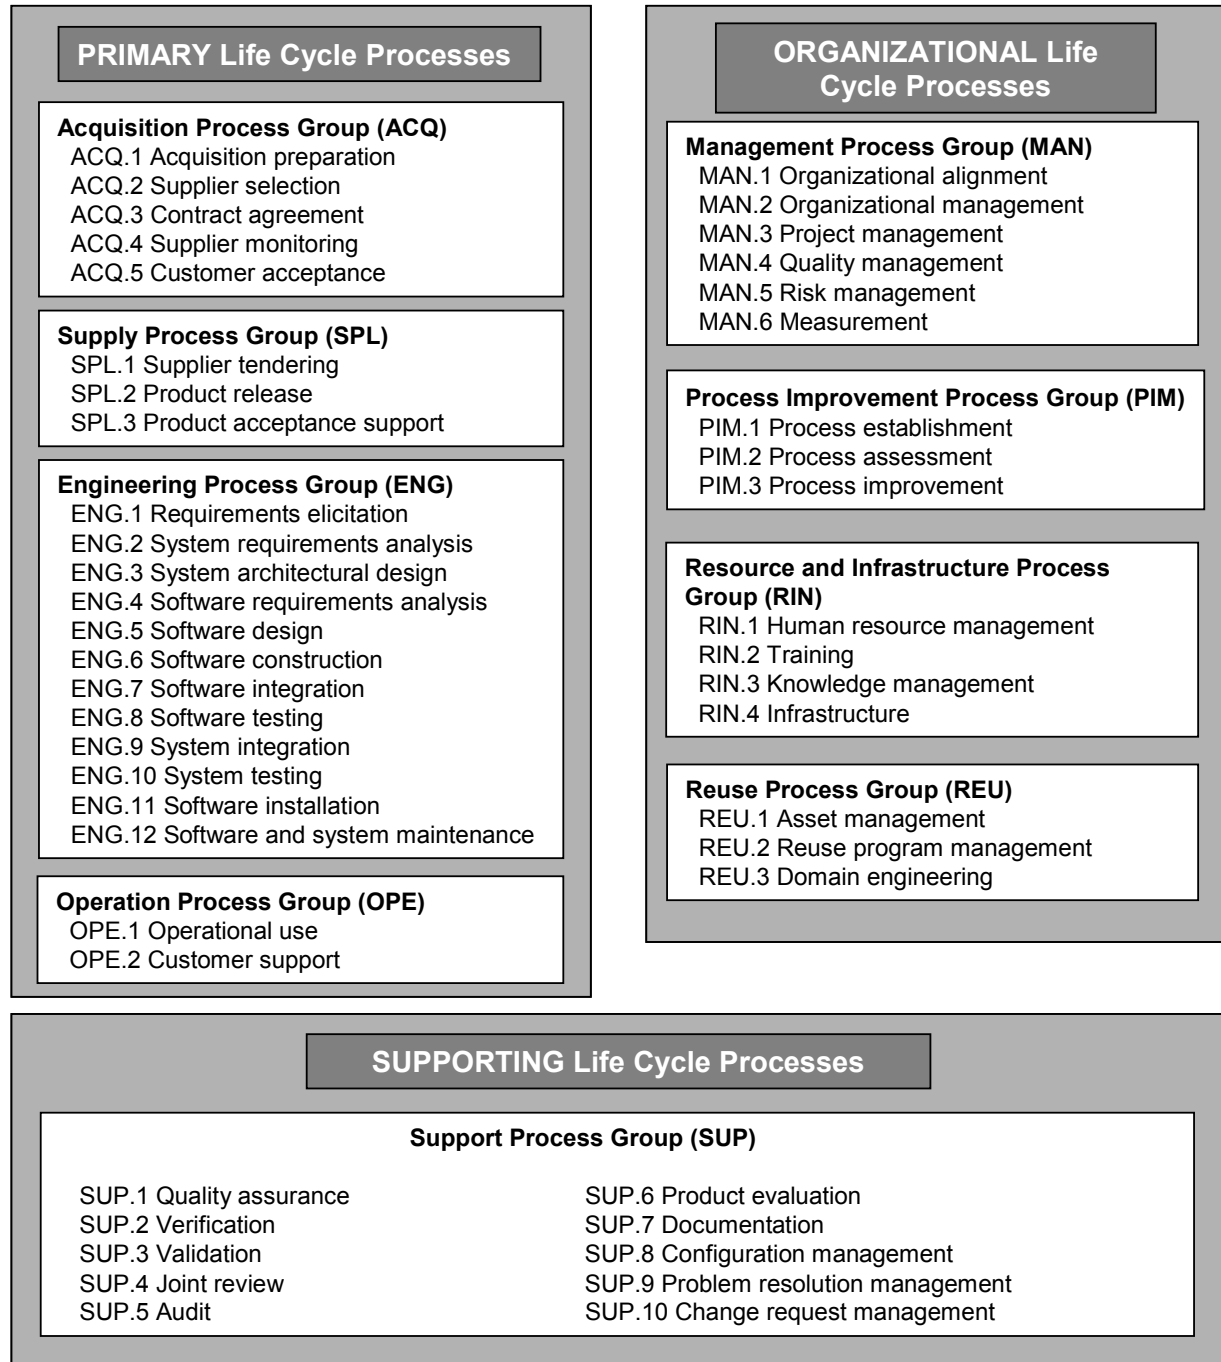 PRIMARY Life Cycle Processes
Acquisition Process Group (ACQ)
ACQ.1 Acquisition preparation
ACQ.2 Supplier selection
ACQ.3 Contract agreement
ACQ.4 Supplier monitoring
ACQ.5 Customer acceptance
Supply Process Group (SPL)
SPL.1 Supplier tendering
SPL.2 Product release
SPL.3 Product acceptance support
Engineering Process Group (ENG)
ENG.1 Requirements elicitation
ENG.2 System requirements analysis
ENG.3 System architectural design
ENG.4 Software requirements analysis
ENG.5 Software design
ENG.6 Software construction
ENG.7 Software integration
ENG.8 Software testing
ENG.9 System integration
ENG.10 System testing
ENG.11 Software installation
ENG.12 Software and system maintenance
Operation Process Group (OPE)
OPE.1 Operational use
OPE.2 Customer support
ORGANIZATIONAL Life
Cycle Processes
Management Process Group (MAN)
MAN.1 Organizational alignment
MAN.2 Organizational management
MAN.3 Project management
MAN.4 Quality management
MAN.5 Risk management
MAN.6 Measurement
Process Improvement Process Group (PIM)
PIM.1 Process establishment
PIM.2 Process assessment
PIM.3 Process improvement
Resource and Infrastructure Process
Group (RIN)
RIN.1 Human resource management
RIN.2 Training
RIN.3 Knowledge management
RIN.4 Infrastructure
Reuse Process Group (REU)
REU.1 Asset management
REU.2 Reuse program management
REU.3 Domain engineering
SUPPORTING Life Cycle Processes
Support Process Group (SUP)
SUP.1 Quality assurance
SUP.2 Verification
SUP.3 Validation
SUP.4 Joint review
SUP.5 Audit
SUP.6 Product evaluation
SUP.7 Documentation
SUP.8 Configuration management
SUP.9 Problem resolution management
SUP.10 Change request management